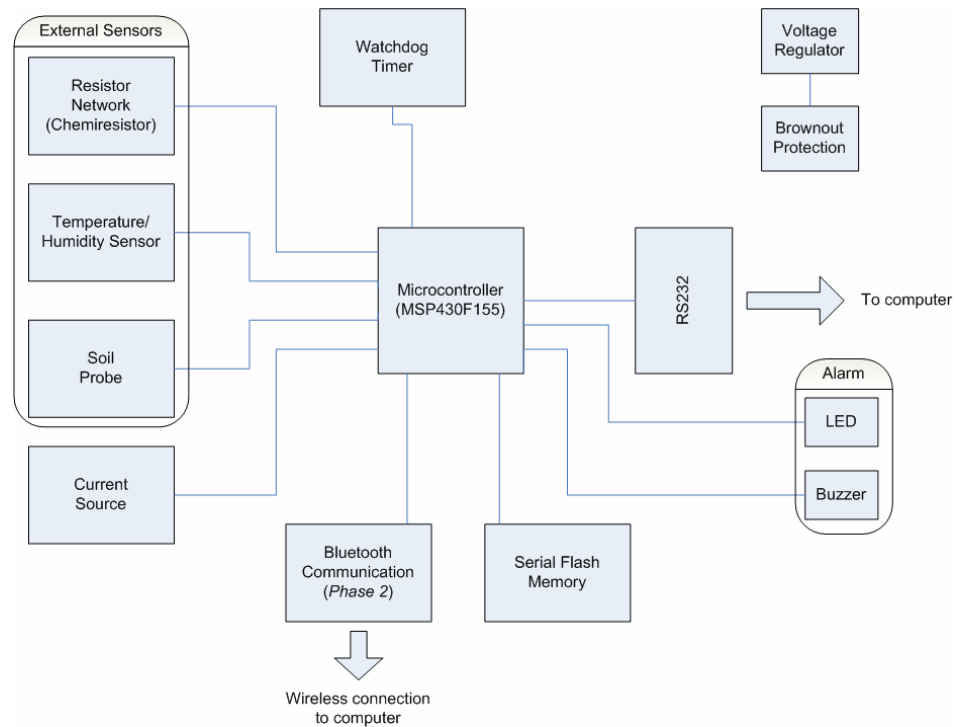 External Sensors
Resistor
Network
(Chemiresistor)
Temperature/
Humidity Sensor
Soil
Probe
Current
Source
Watchdog
Timer
Microcontroller
(MSP430F155)
Bluetooth
Communication
(Phase 2)
Wireless connection
to computer
Serial Flash
Memory
Voltage
Regulator
Brownout
Protection
RS232
To computer
Alarm
LED
Buzzer